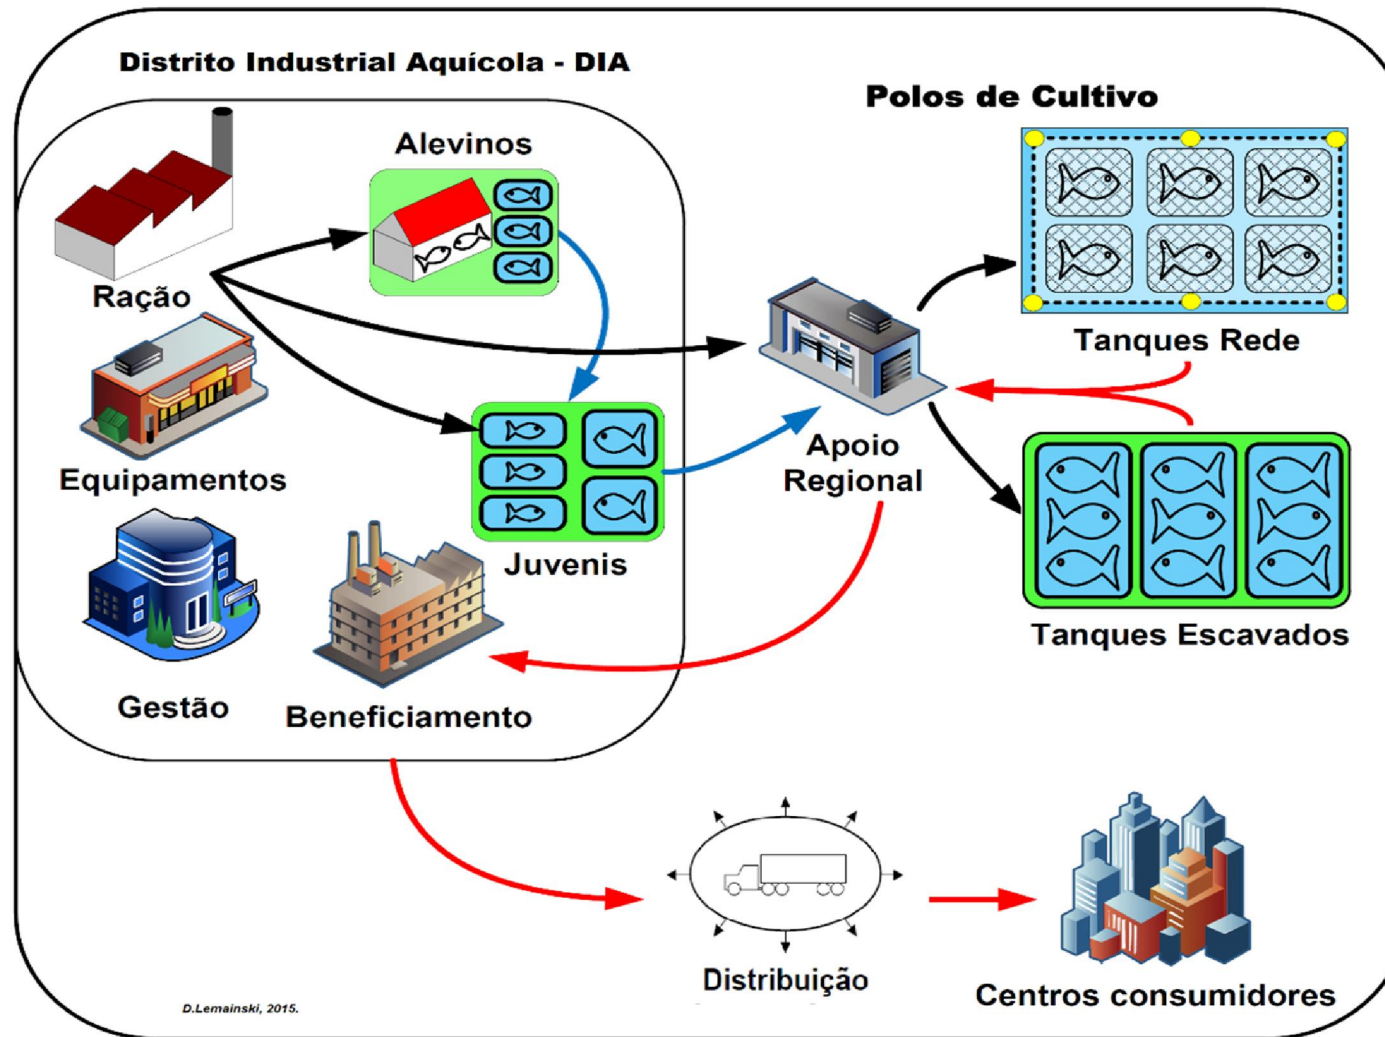 Distrito Industrial Aquícola - DIA
Polos de Cultivo
Alevinos
Ração
Tanques Rede
Equipamentos
Apoio
Regional
Juvenis
Tanques Escavados
Gestão
Beneficiamento
Distribuição
Centros consumidores
D.Lemainski, 2015.